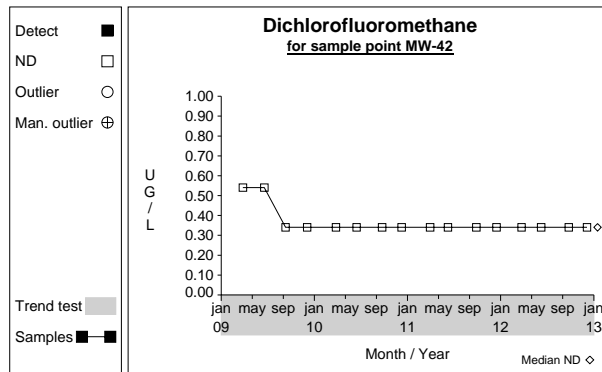 Detect
ND
Outlier
Man. outlier
Trend test
Samples
Dichlorofluoromethane
for sample point MW-42
U
G
/
L
1.00
0.90
0.80
0.70
0.60
0.50
0.40
0.30
0.20
0.10
0.00
jan may sep jan may sep jan may sep jan may sep jan
09 10 11 12 13
Month / Year
Median ND